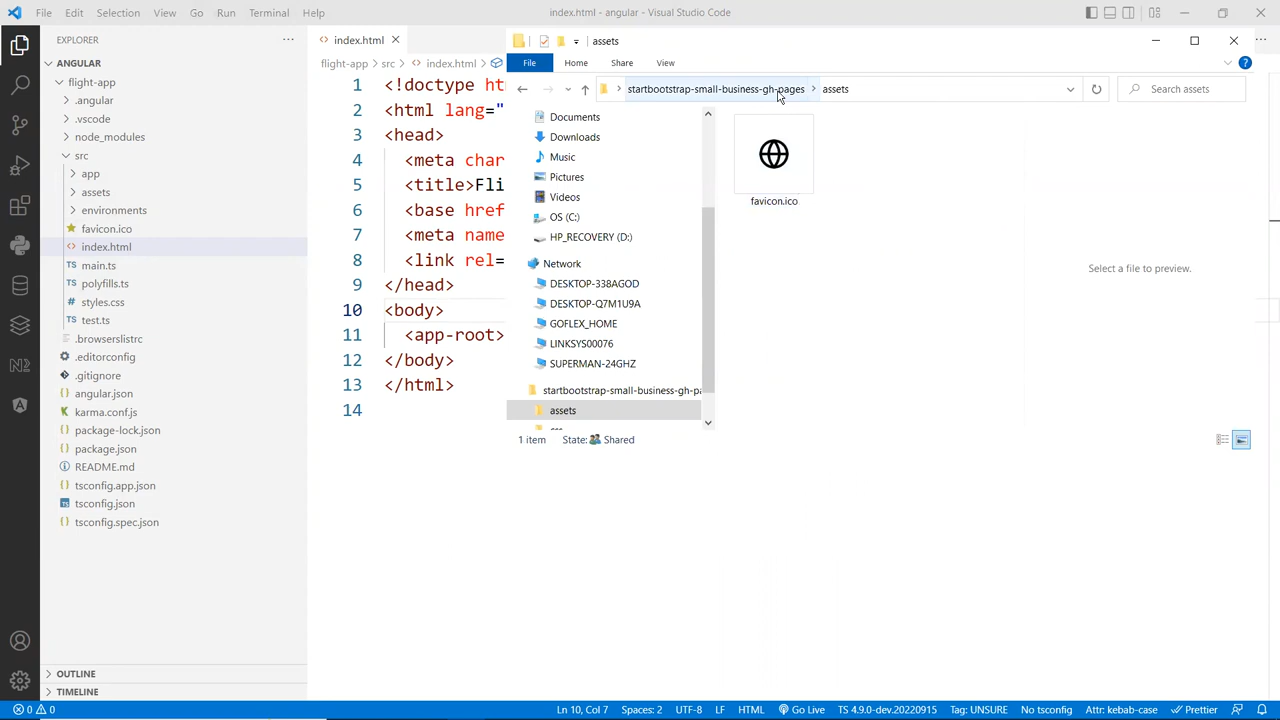 File Edit Selection View Go Run Terminal Help
index.html - angular - Visual Studio Code
EXPLORER
ANGULAR
flight-app
.angular
.vscode
node_modules
src
app
assets
environments
favicon.ico
index.html
main.ts
polyfills.ts
styles.css
test.ts
.browserslistrc
.editorconfig
.gitignore
angular.json
karma.conf.js
package-lock.json
package.json
README.md
tsconfig.app.json
tsconfig.json
tsconfig.spec.json
OUTLINE
TIMELINE
index.html
flight-app > src > index.html >
1 <!doctype ht
2 <html lang="
3 <head>
4 <meta char
5 <title>Fli
6 <base href
7 <meta name
8 <link rel=
9 </head>
10 <body>
11 <app-root>
12 </body>
13 </html>
14
assets
File Home Share View
startbootstrap-small-business-gh-pages > assets
Search assets
Documents
Downloads
Music
Pictures
Videos
OS (C:)
HP_RECOVERY (D:)
Network
DESKTOP-338AGOD
DESKTOP-Q7M1U9A
GOFLEX_HOME
LINKSYS00076
SUPERMAN-24GHZ
startbootstrap-small-business-gh-pa
assets
favicon.ico
Select a file to preview.
1 item State: Shared
0 0
Ln 10, Col 7 Spaces: 2 UTF-8 LF HTML Go Live TS 4.9.0-dev.20220915 Tag: UNSURE No tsconfig Attr: kebab-case Prettier